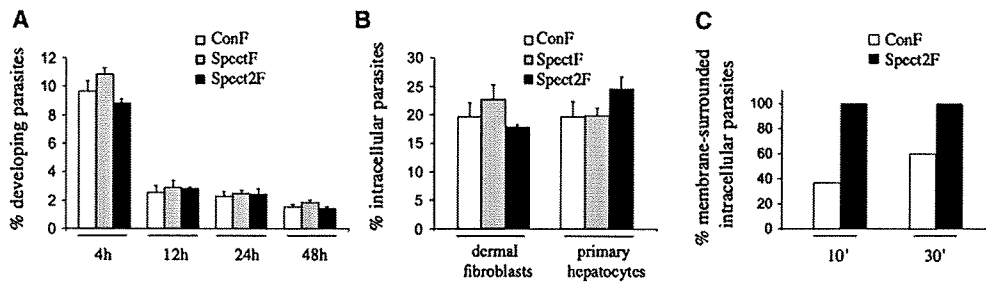 A
ConF
SpectF
Spect2F
% developing parasites
12
10
8
6
4
2
0
4h 12h 24h 48h
B
ConF
SpectF
Spect2F
% intracellular parasites
30
25
20
15
10
5
0
dermal fibroblasts
primary hepatocytes
C
ConF
Spect2F
% membrane-surrounded
intracellular parasites
100
80
60
40
20
0
10' 30'